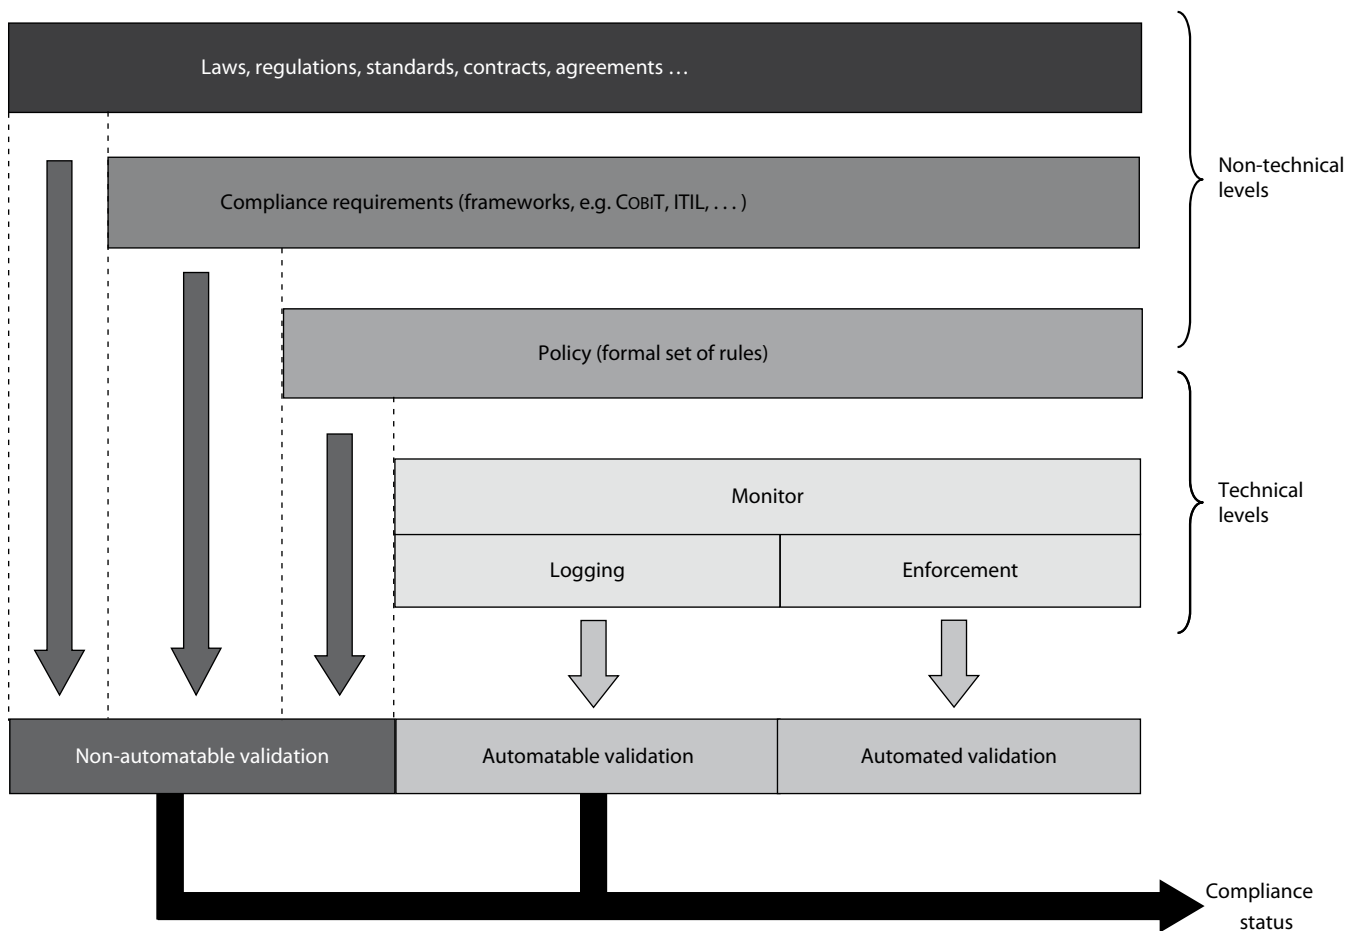 Laws, regulations, standards, contracts, agreements …
Compliance requirements (frameworks, e.g. COBIT, ITIL, . . . )
Non-technical
levels
Policy (formal set of rules)
Monitor
Logging
Enforcement
Technical
levels
Non-automatable validation
Automatable validation
Automated validation
Compliance
status